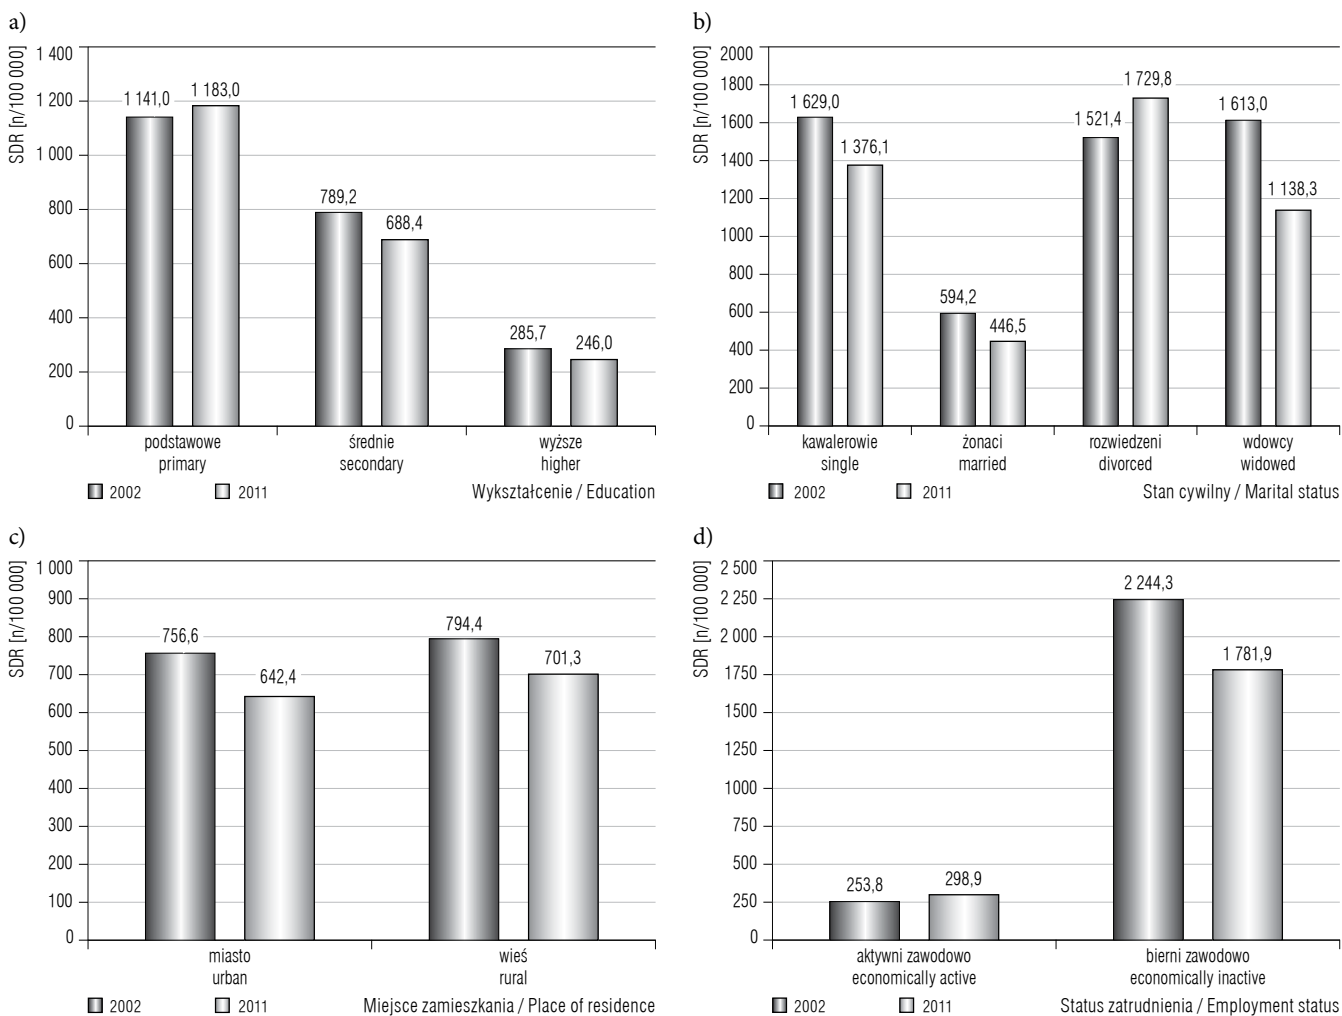 a)
SDR [n/100 000]
1 400
1 200
1 000
800
600
400
200
0
1 141,0
1 183,0
789,2
688,4
285,7
246,0
podstawowe
primary
średnie
secondary
wyższe
higher
2002
2011
Wykształcenie / Education
b)
SDR [n/100 000]
2000
1800
1600
1400
1200
1000
800
600
400
200
0
1 629,0
1 376,1
594,2
446,5
1 521,4
1 729,8
1 613,0
1 138,3
kawalerowie
single
żonaci
married
rozwiedzeni
divorced
wdowcy
widowed
2002
2011
Stan cywilny / Marital status
c)
SDR [n/100 000]
1 000
900
800
700
600
500
400
300
200
100
0
756,6
642,4
794,4
701,3
miasto
urban
wieś
rural
2002
2011
Miejsce zamieszkania / Place of residence
d)
SDR [n/100 000]
2 500
2 250
2 000
1750
1500
1250
1000
750
500
250
0
253,8
298,9
2 244,3
1 781,9
aktywni zawodowo
economically active
bierni zawodowo
economically inactive
2002
2011
Status zatrudnienia / Employment status